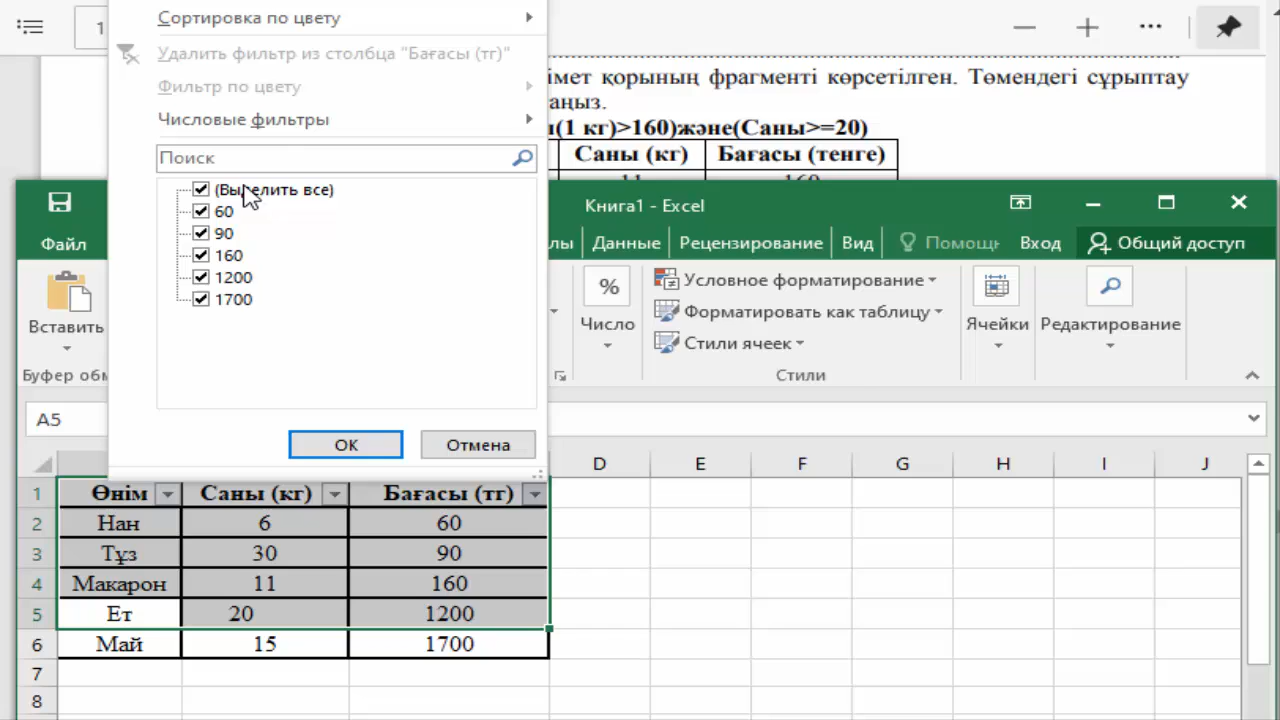 1
Сортировка по цвету
Удалить фильтр из столбца "Бағасы (тг)"
Фильтр по цвету
Числовые фильтры
Поиск
(Выделить все)
60
90
160
1200
1700
ОК
Отмена
імет қорының фрагменті көрсетілген. Төмендегі сұрыптау
аңыз.
(1 кг)>160)және(Саны>=20)
Саны (кг) Бағасы (тенге)
11 160
Книга1 - Excel
Файл
лы Данные Рецензирование Вид Помощн Вход Общий доступ
Вставить
Буфер обм
%
Число
Условное форматирование
Форматировать как таблицу
Стили ячеек
Стили
Ячейки
Редактирование
A5
D E F G H I J
1 Өнім Саны (кг) Бағасы (тг)
2 Нан 6 60
3 Тұз 30 90
4 Макарон 11 160
5 Ет 20 1200
6 Май 15 1700
7
8